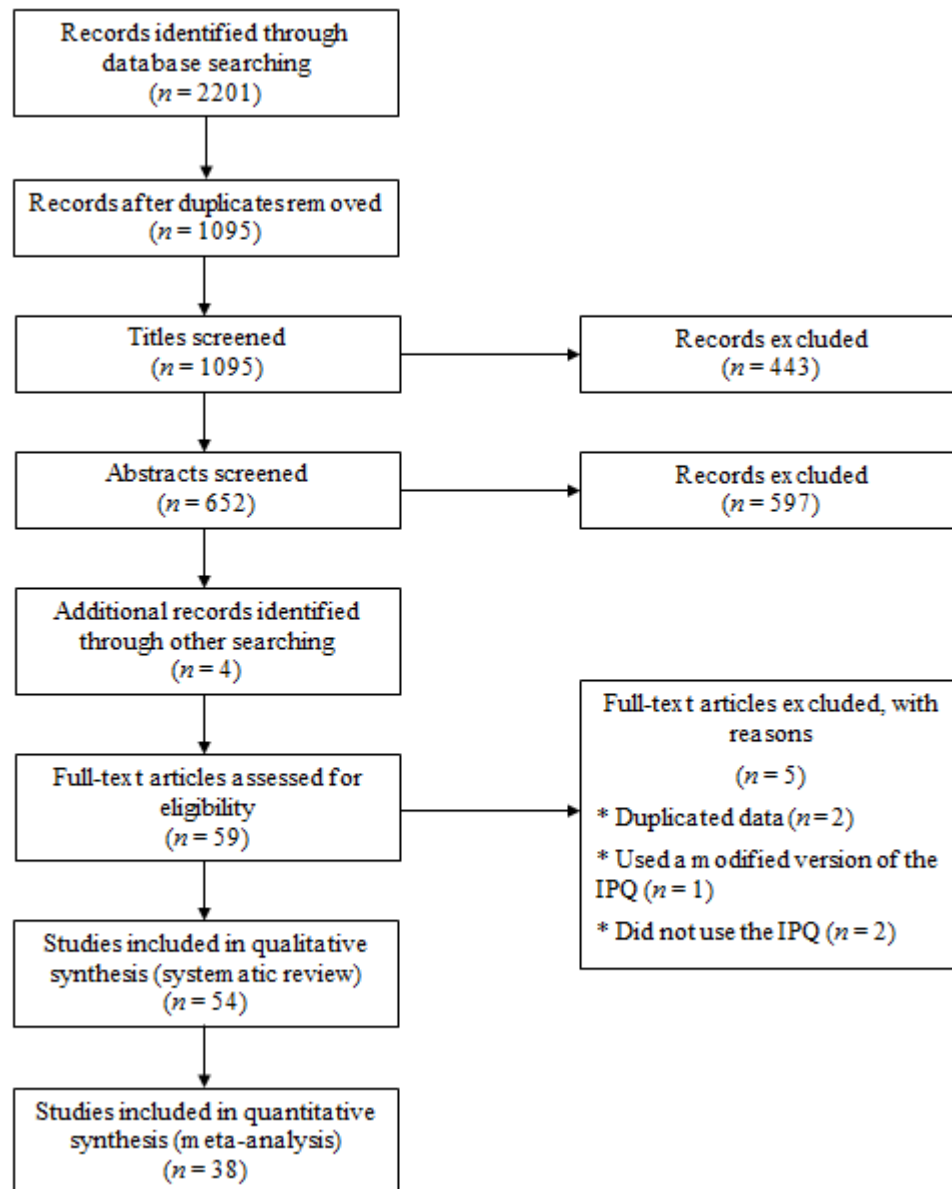 Records identified through
database searching
(n = 2201)
Records after duplicates removed
(n = 1095)
Titles screened
(n = 1095)
Records excluded
(n = 443)
Abstracts screened
(n = 652)
Records excluded
(n = 597)
Additional records identified
through other searching
(n = 4)
Full-text articles assessed for
eligibility
(n = 59)
Full-text articles excluded, with
reasons
(n = 5)
* Duplicated data (n = 2)
* Used a modified version of the
IPQ (n = 1)
* Did not use the IPQ (n = 2)
Studies included in qualitative
synthesis (systematic review)
(n = 54)
Studies included in quantitative
synthesis (meta-analysis)
(n = 38)